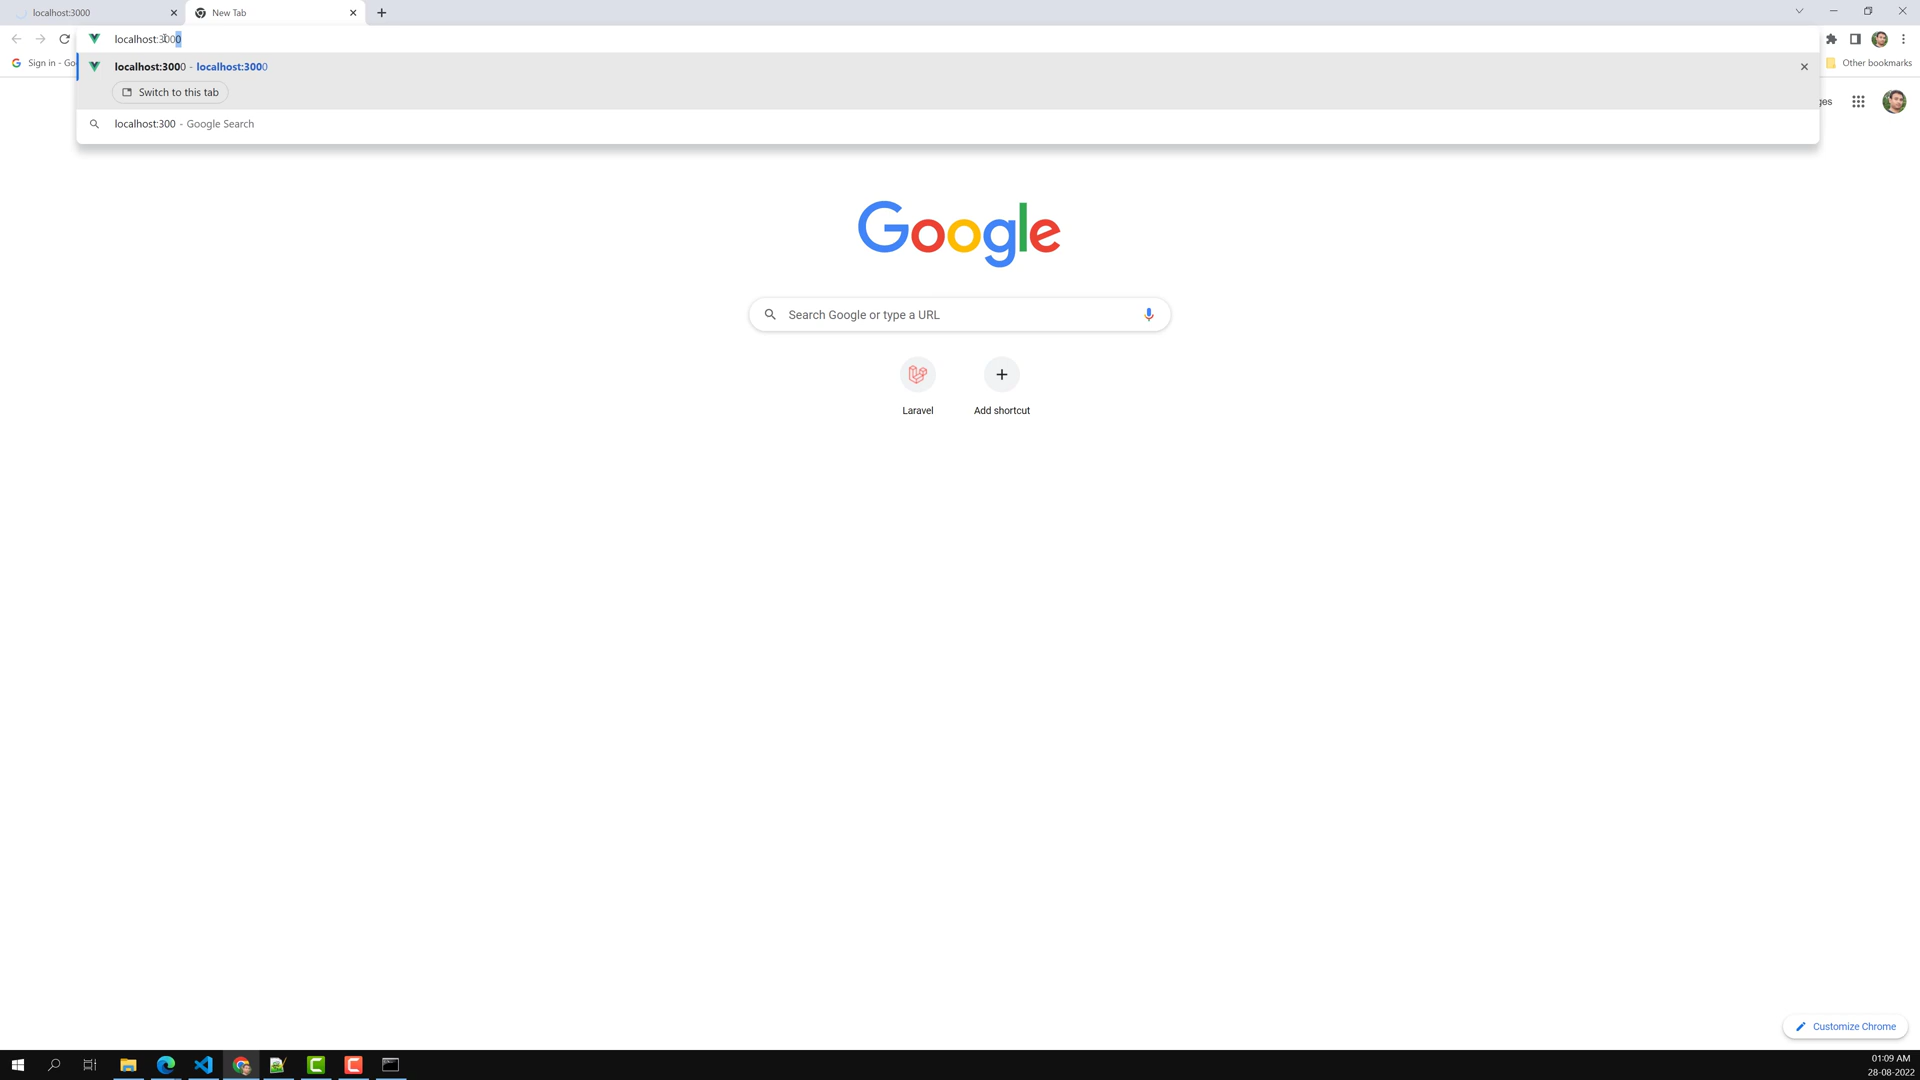 localhost:3000
New Tab
localhost:3000
localhost:3000 - localhost:3000
Switch to this tab
localhost:300 - Google Search
Sign in - Go
Other bookmarks
ges
Google
Search Google or type a URL
Laravel
Add shortcut
Customize Chrome
01:09 AM
28-08-2022